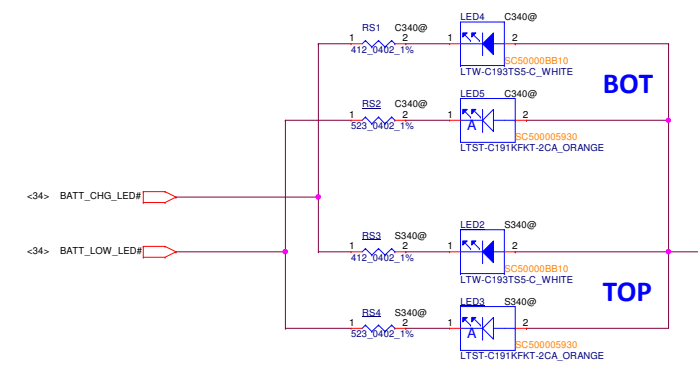 LED4 C340@
RS1 C340@
1 2 1 2
412_0402_1%
SC50000BB10
LTW-C193TS5-C_WHITE
BOT
LED5 C340@
RS2 C340@
1 2 1 2
A
523_0402_1%
SC500005930
LTST-C191KFKT-2CA_ORANGE
<34> BATT_CHG_LED#
LED2 S340@
RS3 S340@
<34> BATT_LOW_LED#
1 2 1 2
412_0402_1%
SC50000BB10
LTW-C193TS5-C_WHITE
TOP
LED3 S340@
RS4 S340@
1 2 1 2
A
523_0402_1%
SC500005930
LTST-C191KFKT-2CA_ORANGE